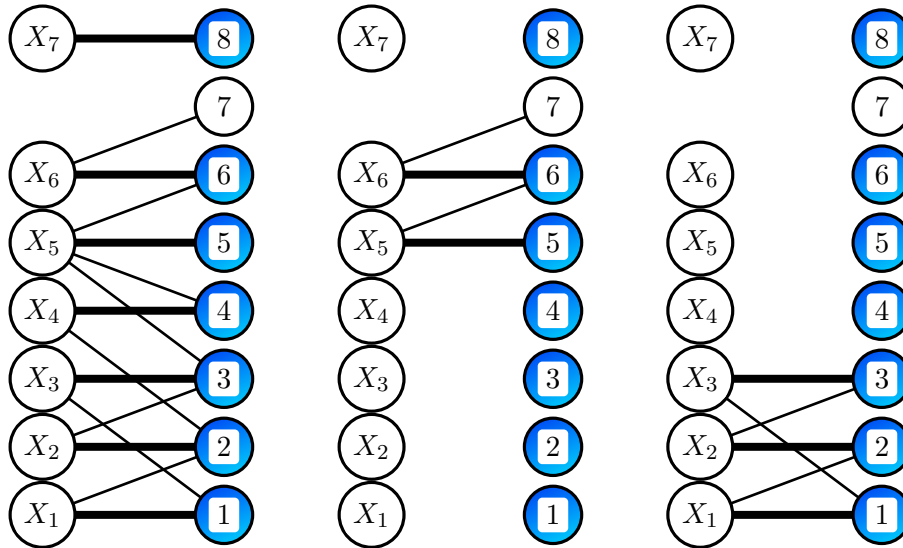 X₇ 8 X₇ 8 X₇ 8
7 7 7
X₆ 6 X₆ 6 X₆ 6
X₅ 5 X₅ 5 X₅ 5
X₄ 4 X₄ 4 X₄ 4
X₃ 3 X₃ 3 X₃ 3
X₂ 2 X₂ 2 X₂ 2
X₁ 1 X₁ 1 X₁ 1